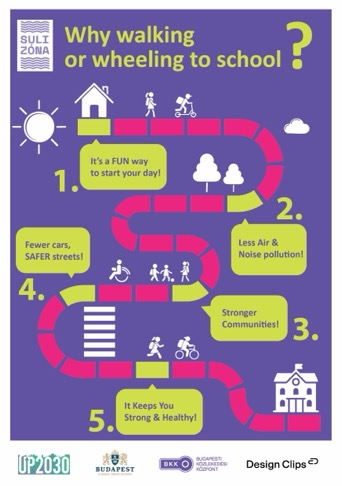 SULI
ZÓNA
Why walking
or wheeling to school ?
1.
It's a FUN way
to start your day!
2.
Less Air &
Noise pollution!
Fewer cars,
SAFER streets!
4.
Stronger
Communities!
3.
5.
It Keeps You
Strong & Healthy!
UP2030
BUDAPEST
BKK
BUDAPESTI
KÖZLEKEDÉSI
KÖZPONT
Design Clips